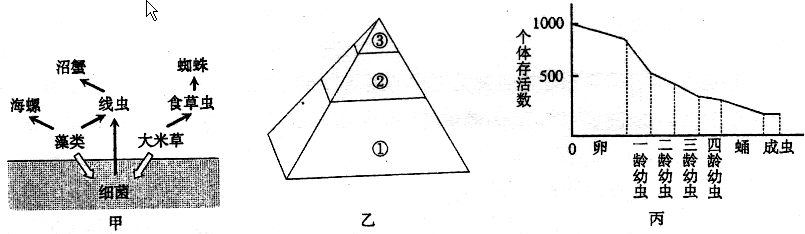 沼蟹
蜘蛛
海螺
线虫
食草虫
藻类
大米草
细菌
甲
③
②
①
乙
个体存活数
1000
500
0
卵
一龄幼虫
二龄幼虫
三龄幼虫
四龄幼虫
蛹
成虫
丙